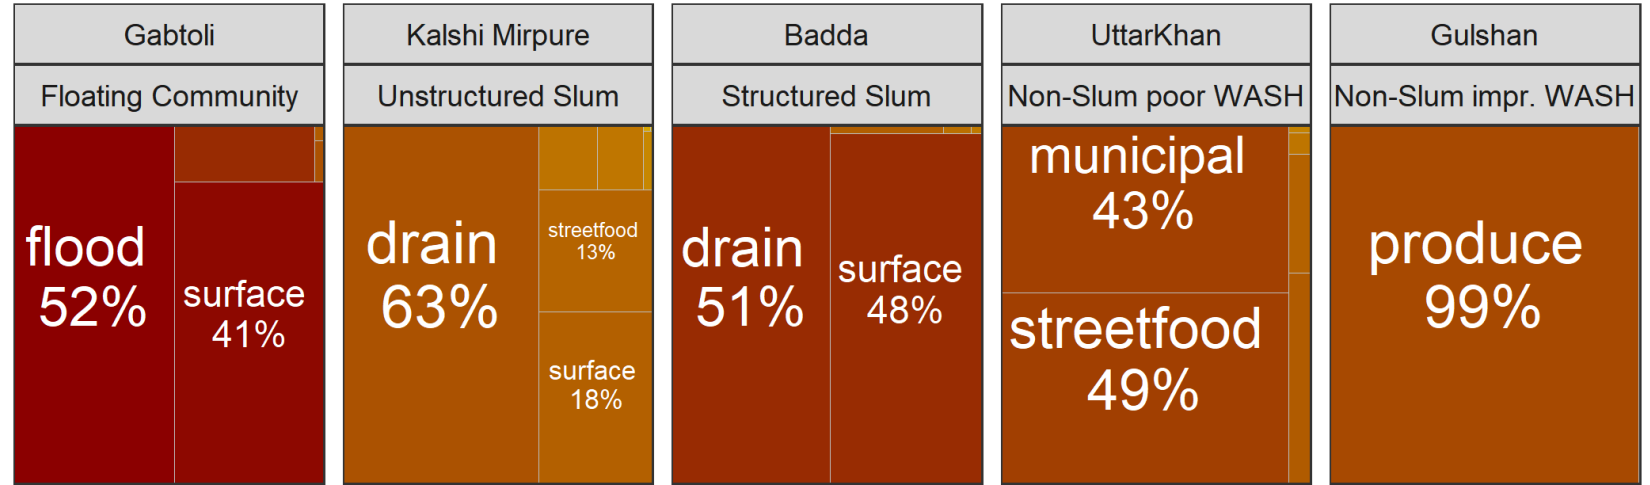 Gabtoli
Floating Community
flood
52%
surface
41%
Kalshi Mirpure
Unstructured Slum
drain
63%
streetfood
13%
surface
18%
Badda
Structured Slum
drain
51%
surface
48%
UttarKhan
Non-Slum poor WASH
municipal
43%
streetfood
49%
Gulshan
Non-Slum impr. WASH
produce
99%